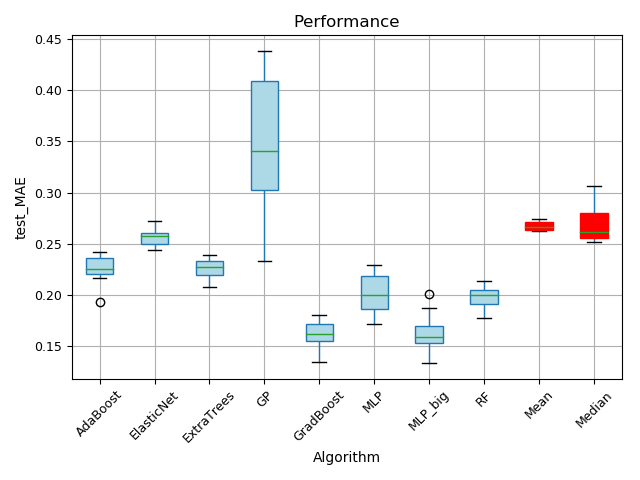 Performance
0.45
0.40
0.35
0.30
0.25
0.20
0.15
test_MAE
AdaBoost
ElasticNet
ExtraTrees
GP
GradBoost
MLP
MLP_big
RF
Mean
Median
Algorithm